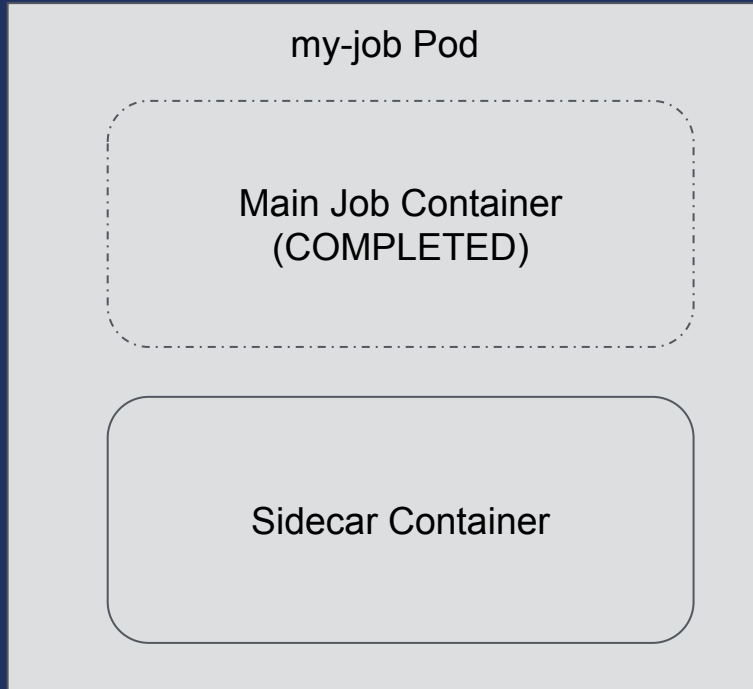 my-job Pod
Main Job Container
(COMPLETED)
Sidecar Container